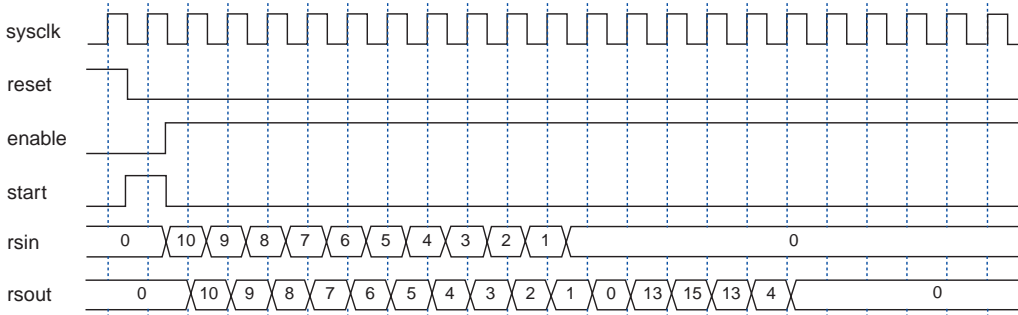 sysclk
reset
enable
start
rsin 0 10 9 8 7 6 5 4 3 2 1 0
rsout 0 10 9 8 7 6 5 4 3 2 1 0 13 15 13 4 0